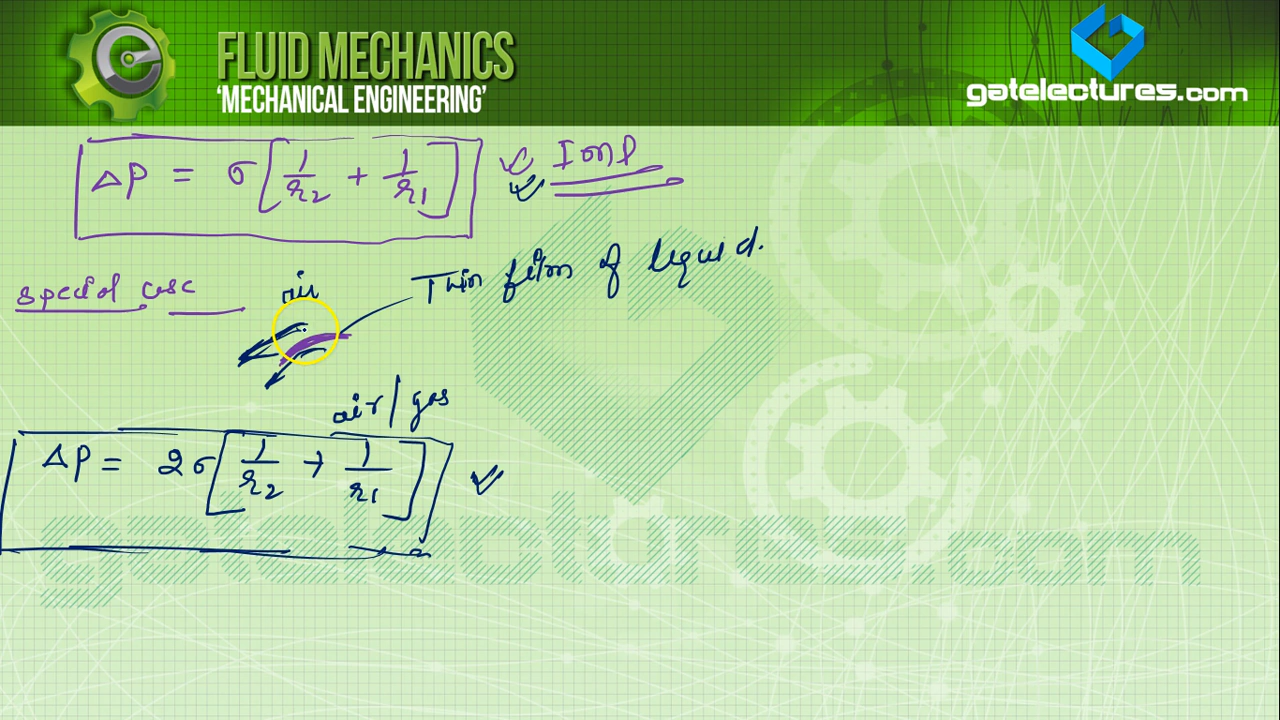 FLUID MECHANICS
'MECHANICAL ENGINEERING'
gatelectures.com
ΔP = σ[1/r2 + 1/r1] Imp
special case
air
Thin film of liquid.
air/gas
ΔP = 2σ[1/r2 + 1/r1]
gatelectures.com